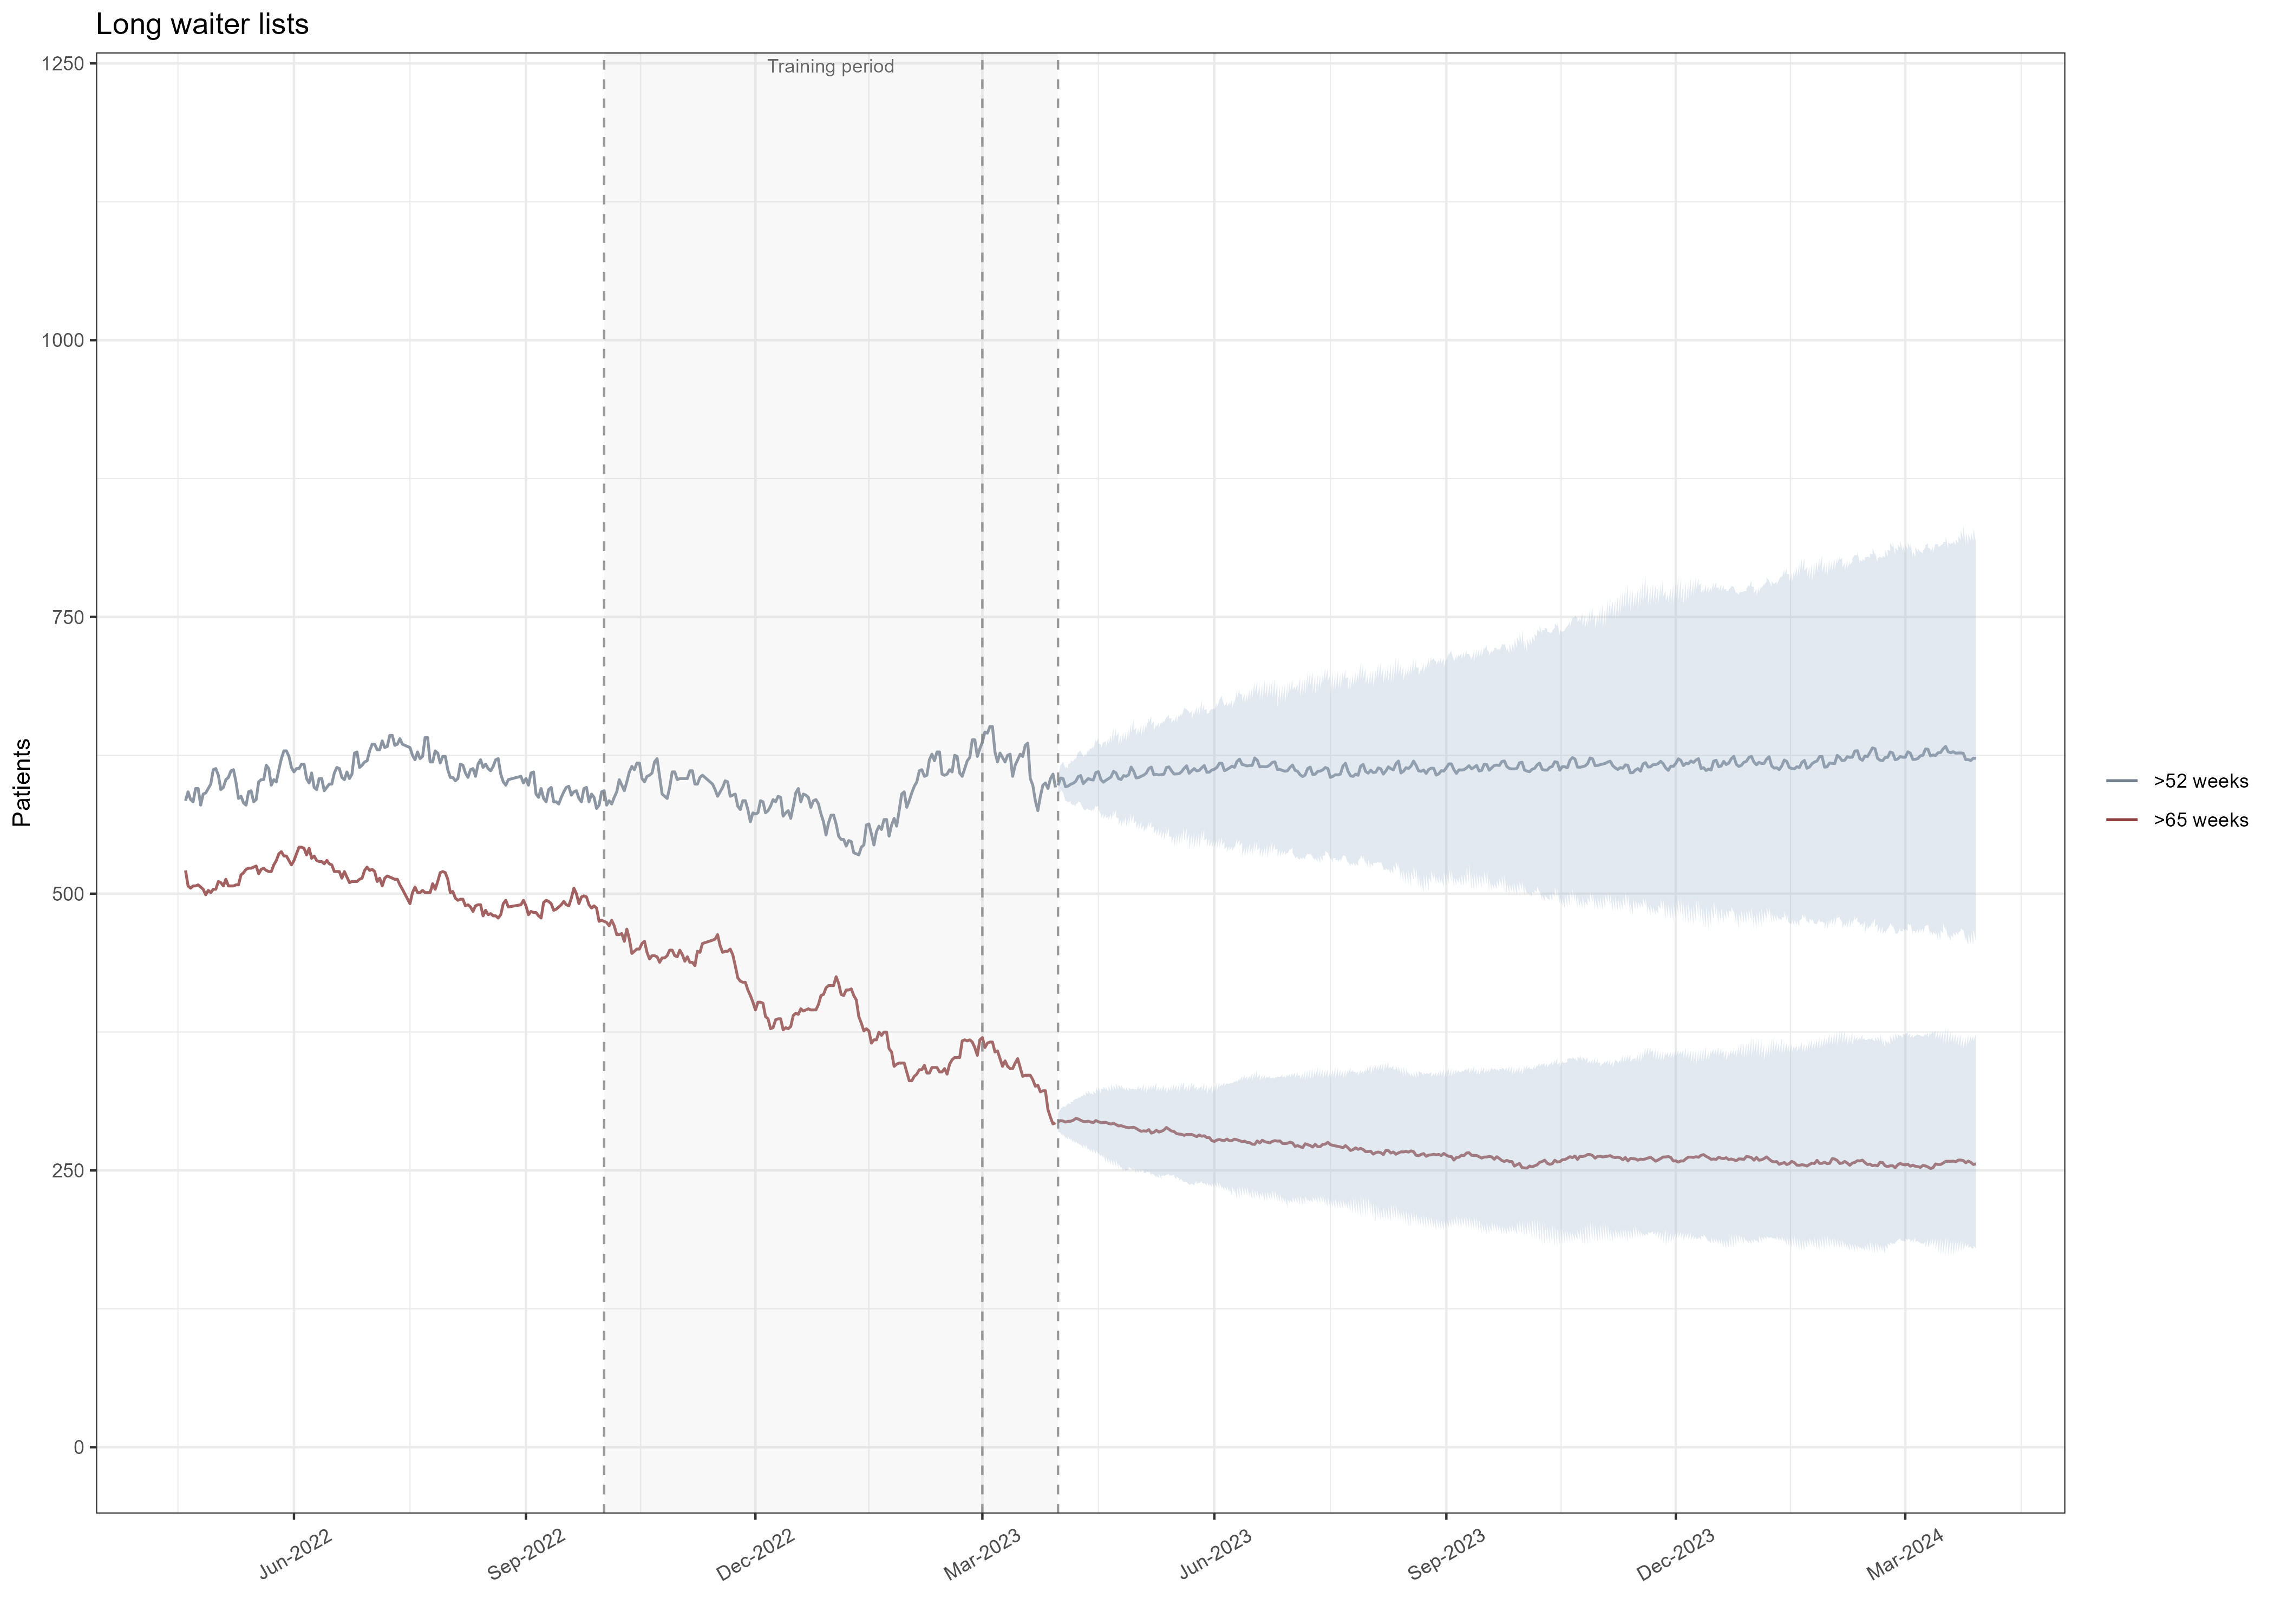 Long waiter lists
Training period
1250
1000
750
500
250
0
Patients
Jun-2022
Sep-2022
Dec-2022
Mar-2023
Jun-2023
Sep-2023
Dec-2023
Mar-2024
>52 weeks
>65 weeks